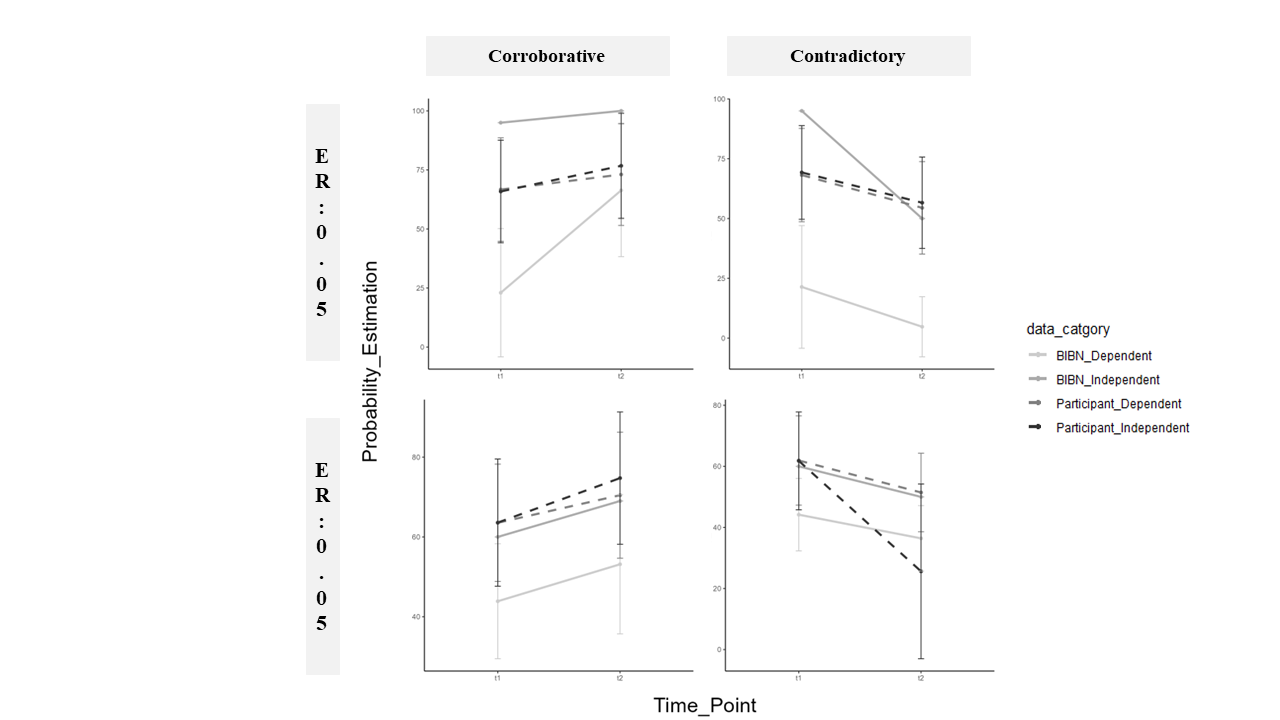 Corroborative
Contradictory
E
R
:
0
.
0
5
100
75
50
25
0
t1
t2
100
75
50
25
0
t1
t2
Probability_Estimation
data_catgory
BIBN_Dependent
BIBN_Independent
Participant_Dependent
Participant_Independent
E
R
:
0
.
0
5
80
60
40
t1
t2
80
60
40
20
0
t1
t2
Time_Point